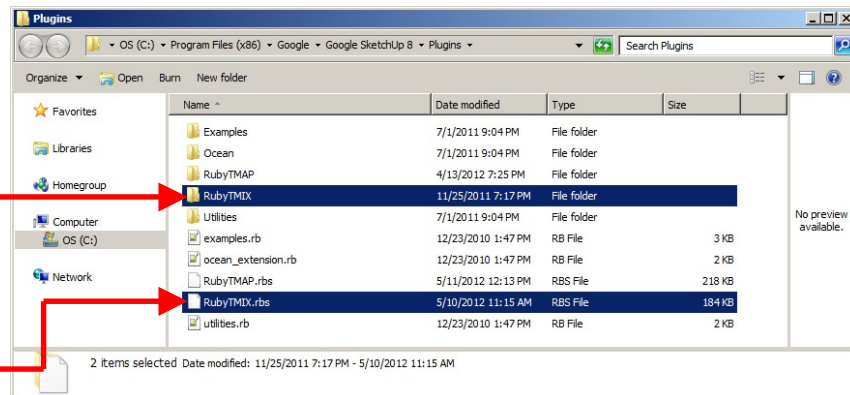 Plugins
OS (C:) Program Files (x86) Google Google SketchUp 8 Plugins Search Plugins
Organize Open Burn New folder
Favorites
Libraries
Homegroup
Computer
OS (C:)
Network
Name Date modified Type Size
Examples 7/1/2011 9:04 PM File folder
Ocean 7/1/2011 9:04 PM File folder
RubyTMAP 4/13/2012 7:25 PM File folder
RubyTMIX 11/25/2011 7:17 PM File folder
Utilities 7/1/2011 9:04 PM File folder
examples.rb 12/23/2010 1:47 PM RB File 3 KB
ocean_extension.rb 12/23/2010 1:47 PM RB File 2 KB
RubyTMAP.rbs 5/11/2012 12:13 PM RBS File 218 KB
RubyTMIX.rbs 5/10/2012 11:15 AM RBS File 184 KB
utilities.rb 12/23/2010 1:47 PM RB File 2 KB
No preview
available.
2 items selected Date modified: 11/25/2011 7:17 PM - 5/10/2012 11:15 AM